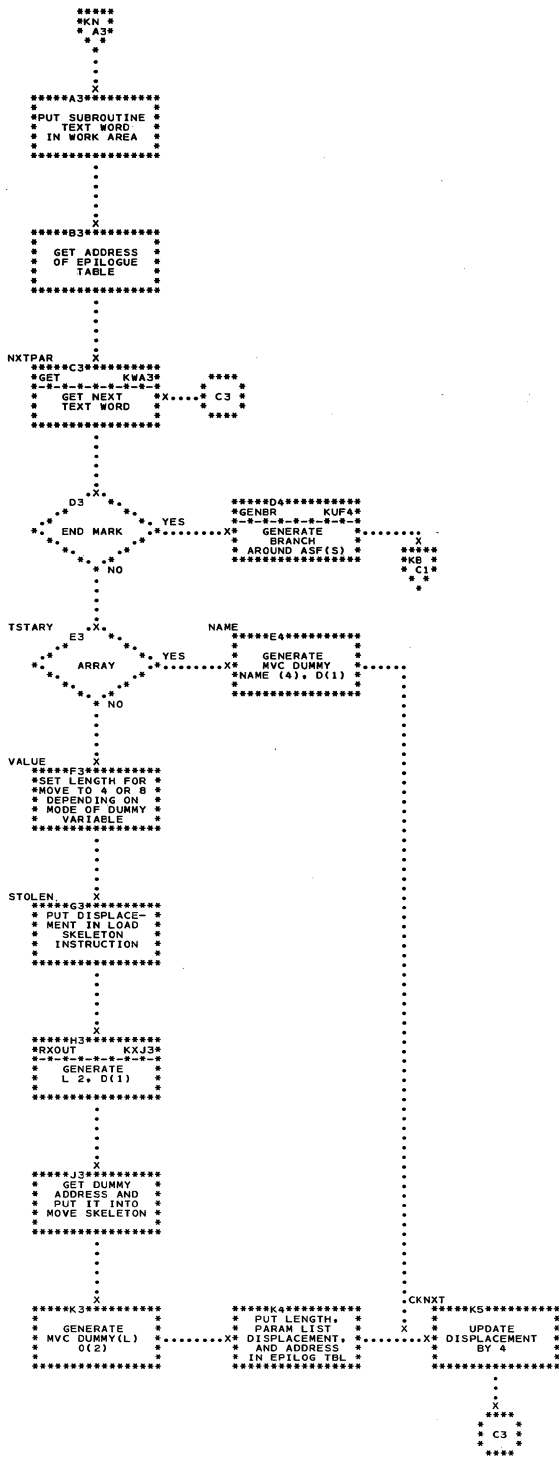 KN
A3
A3
PUT SUBROUTINE
TEXT WORD
IN WORK AREA
B3
GET ADDRESS
OF EPILOGUE
TABLE
NXTPAR
C3
GET KWA3
GET NEXT
TEXT WORD
C3
D3
END MARK
YES
NO
D4
GENBR KUF4
GENERATE
BRANCH
AROUND ASF(S)
KB
C1
TSTARY
E3
ARRAY
YES
NO
NAME
E4
GENERATE
MVC DUMMY
NAME (4), D(1)
VALUE
F3
SET LENGTH FOR
MOVE TO 4 OR 8
DEPENDING ON
MODE OF DUMMY
VARIABLE
STOLEN
G3
PUT DISPLACE-
MENT IN LOAD
SKELETON
INSTRUCTION
H3
RXOUT KXJ3
GENERATE
L 2, D(1)
J3
GET DUMMY
ADDRESS AND
PUT IT INTO
MOVE SKELETON
K3
GENERATE
MVC DUMMY(L)
0(2)
K4
PUT LENGTH,
PARAM LIST
DISPLACEMENT,
AND ADDRESS
IN EPILOG TBL
CKNXT
K5
UPDATE
DISPLACEMENT
BY 4
C3